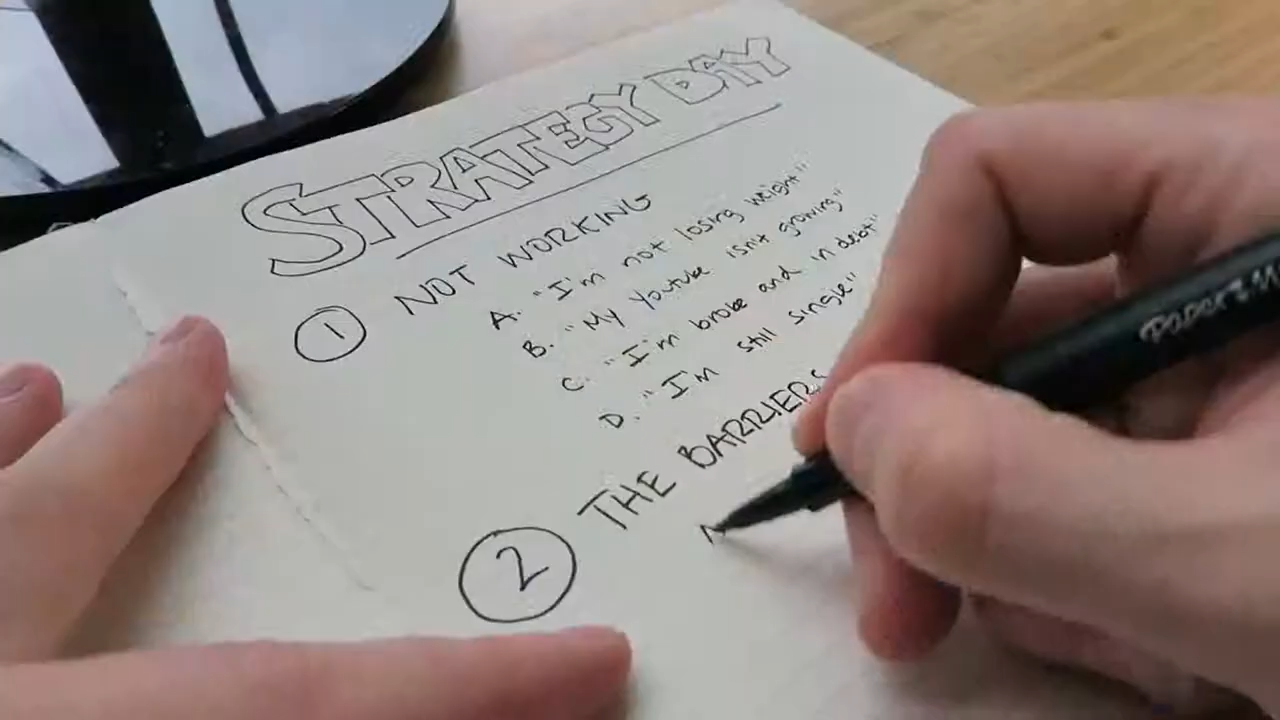 STRATEGY DAY
1 NOT WORKING
A. "I'm not losing weight"
B. "My Youtube isn't growing"
C. "I'm broke and in debt"
D. "I'm still single"
2 THE BARRIERS